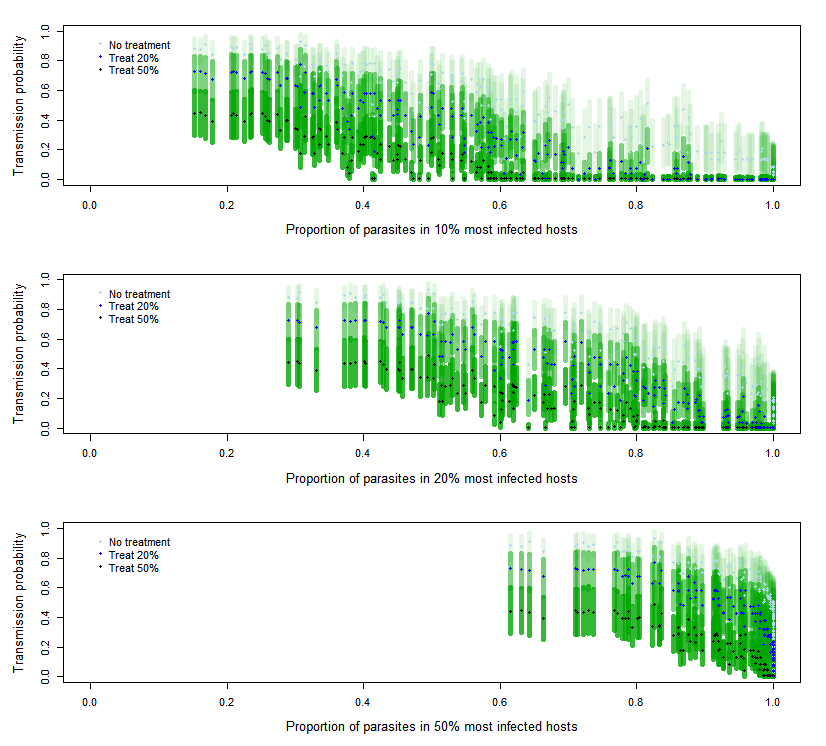 1.0
0.8
0.6
0.4
0.2
0.0
Transmission probability
No treatment
Treat 20%
Treat 50%
0.0 0.2 0.4 0.6 0.8 1.0
Proportion of parasites in 10% most infected hosts
1.0
0.8
0.6
0.4
0.2
0.0
Transmission probability
No treatment
Treat 20%
Treat 50%
0.0 0.2 0.4 0.6 0.8 1.0
Proportion of parasites in 20% most infected hosts
1.0
0.8
0.6
0.4
0.2
0.0
Transmission probability
No treatment
Treat 20%
Treat 50%
0.0 0.2 0.4 0.6 0.8 1.0
Proportion of parasites in 50% most infected hosts